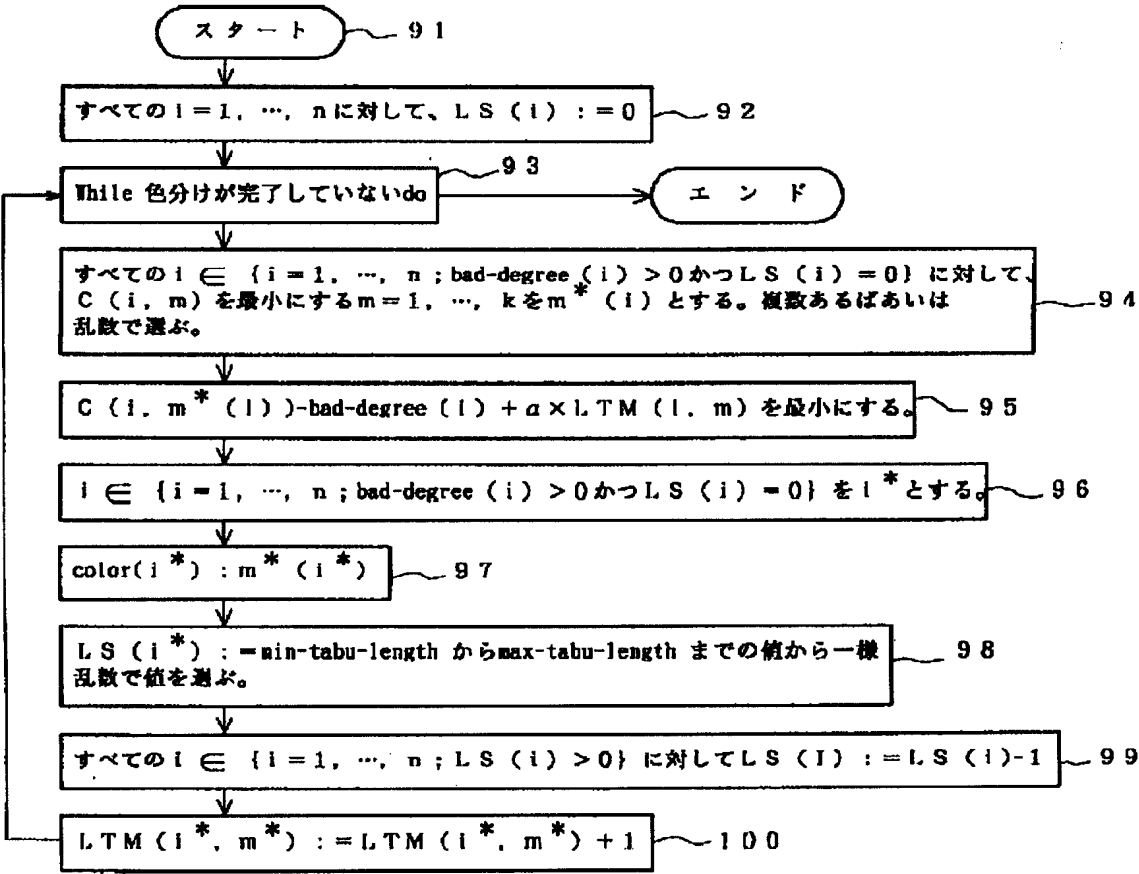 スタート 91
すべてのi=1, …, nに対して、LS(i):=0 92
93
While 色分けが完了していないdo
エンド
すべてのi∈{i=1, …, n;bad-degree(i)>0かつLS(i)=0}に対して、
C(i, m)を最小にするm=1, …, kをm*(i)とする。複数あるばあいは
乱数で選ぶ。
94
C(i, m*(i))-bad-degree(i)+α×LTM(i, m)を最小にする。 95
i∈{i=1, …, n;bad-degree(i)>0かつLS(i)=0}をi*とする。 96
color(i*):m*(i*) 97
LS(i*):=min-tabu-length からmax-tabu-length までの値から一様
乱数で値を選ぶ。
98
すべてのi∈{i=1, …, n;LS(i)>0}に対してLS(I):=LS(i)-1 99
LTM(i*, m*):=LTM(i*, m*)+1 100